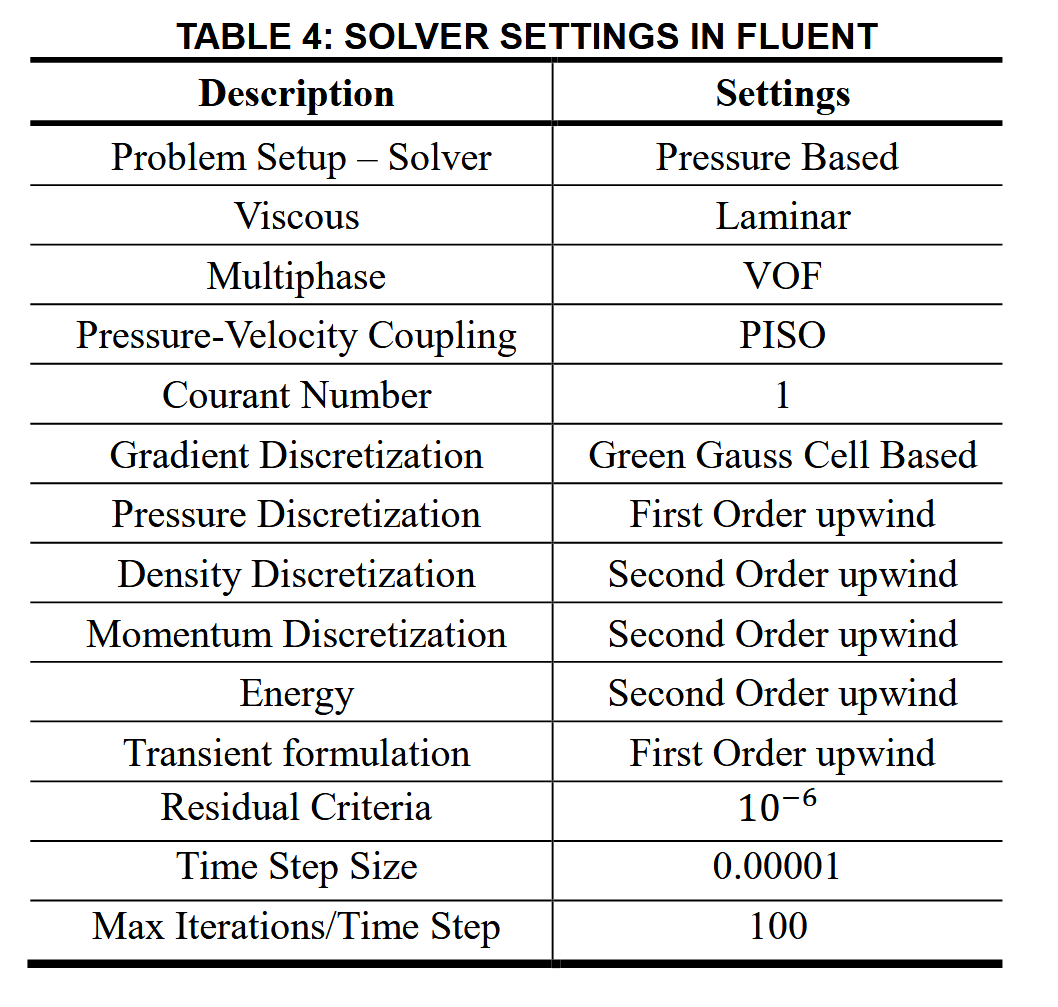 TABLE 4: SOLVER SETTINGS IN FLUENT
Description Settings
Problem Setup – Solver Pressure Based
Viscous Laminar
Multiphase VOF
Pressure-Velocity Coupling PISO
Courant Number 1
Gradient Discretization Green Gauss Cell Based
Pressure Discretization First Order upwind
Density Discretization Second Order upwind
Momentum Discretization Second Order upwind
Energy Second Order upwind
Transient formulation First Order upwind
Residual Criteria 10⁻⁶
Time Step Size 0.00001
Max Iterations/Time Step 100